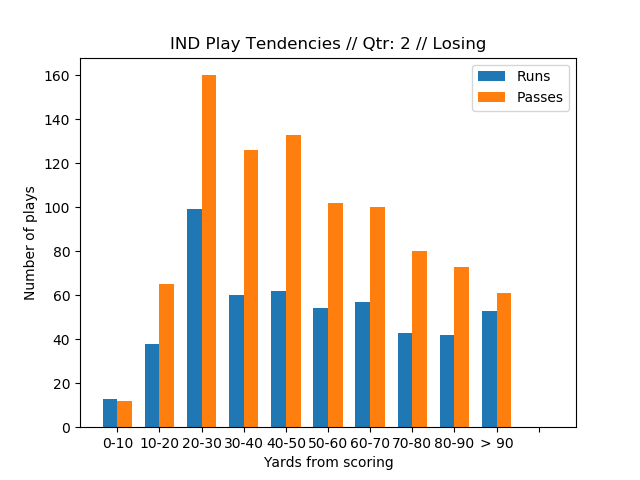 IND Play Tendencies // Qtr: 2 // Losing
Runs
Passes
160
140
120
100
80
60
40
20
0
Number of plays
0-10 10-20 20-30 30-40 40-50 50-60 60-70 70-80 80-90 > 90
Yards from scoring